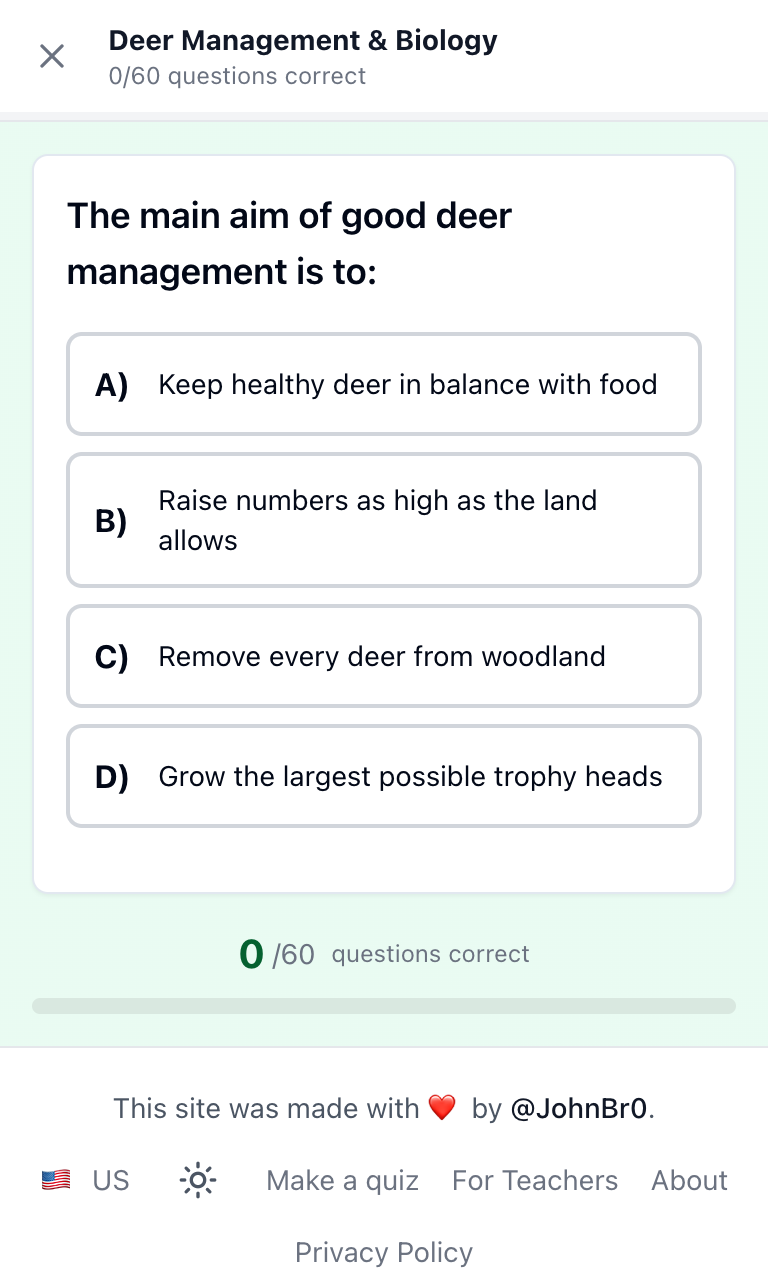 Deer Management & Biology
0/60 questions correct
The main aim of good deer
management is to:
A) Keep healthy deer in balance with food
B) Raise numbers as high as the land
allows
C) Remove every deer from woodland
D) Grow the largest possible trophy heads
0 /60 questions correct
This site was made with ❤️ by @JohnBr0.
🇺🇸 US Make a quiz For Teachers About
Privacy Policy